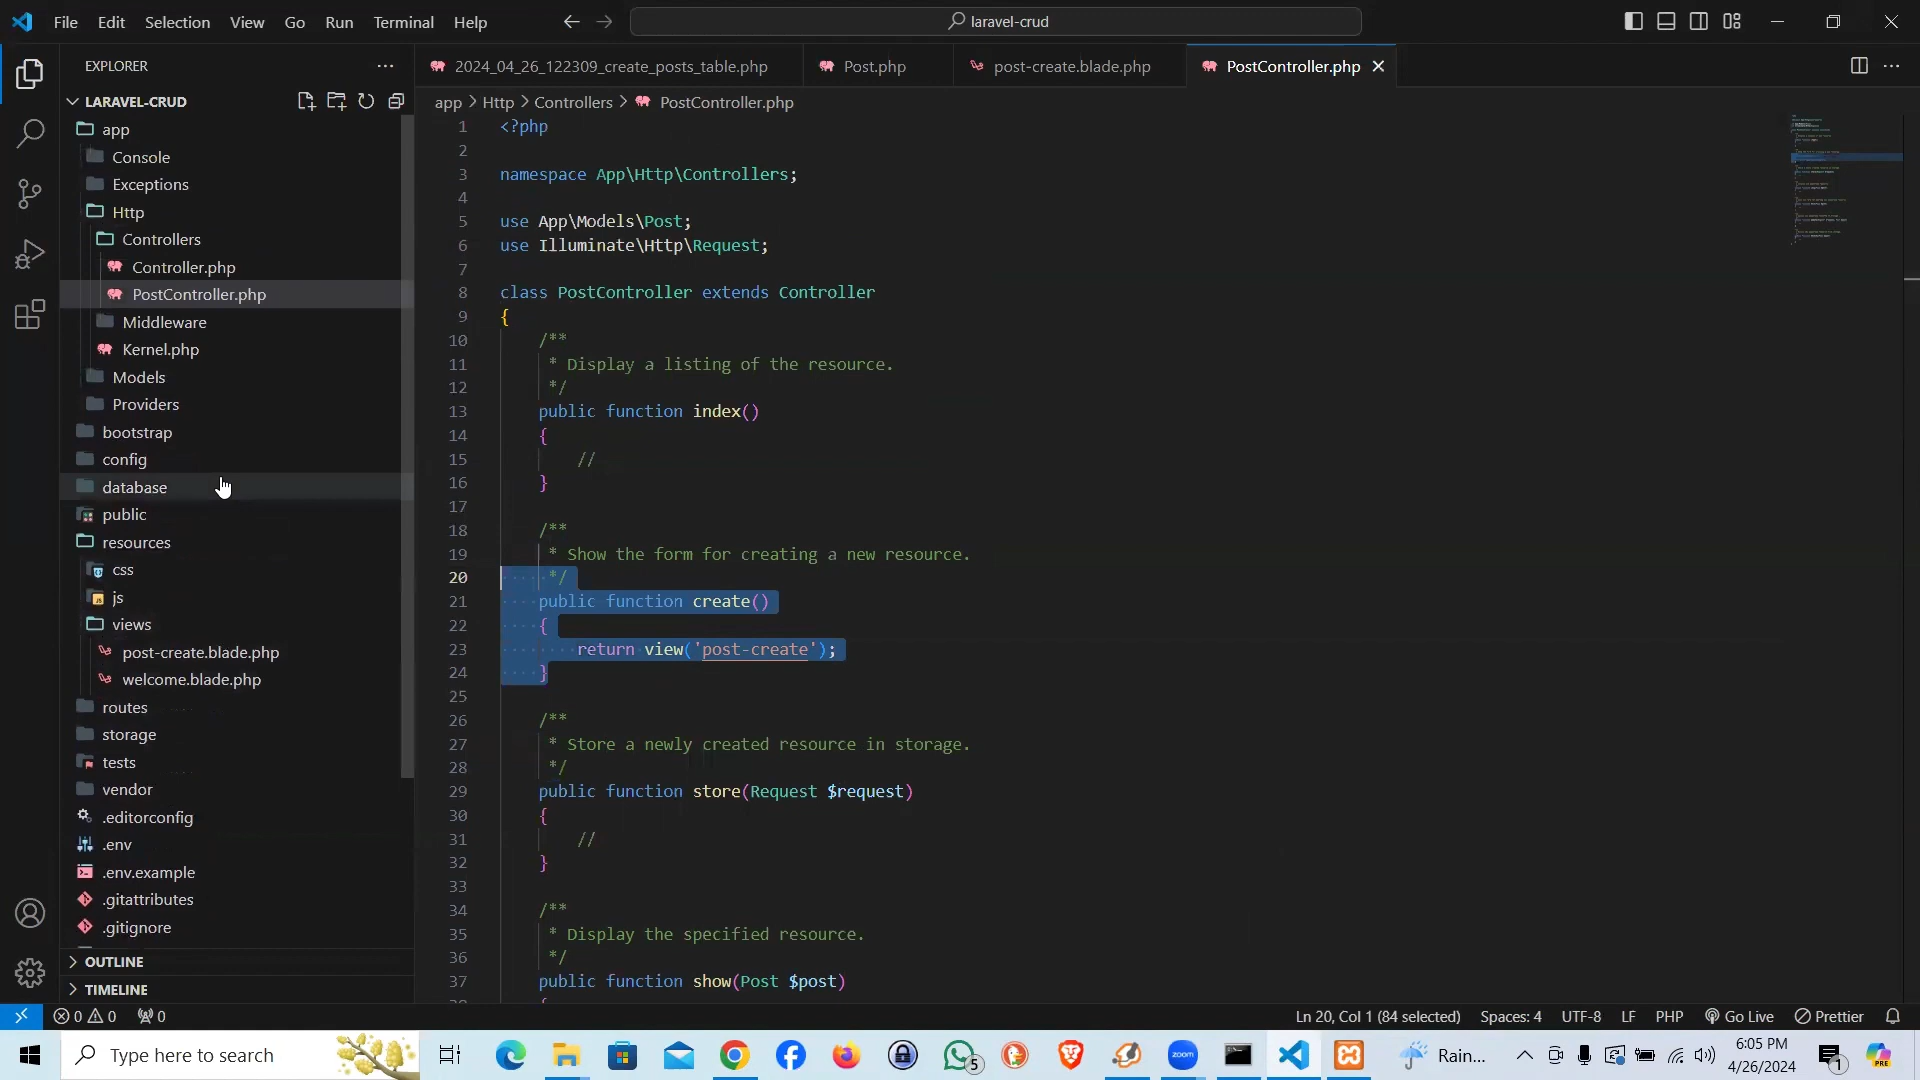 File Edit Selection View Go Run Terminal Help
laravel-crud
EXPLORER
LARAVEL-CRUD
app
Console
Exceptions
Http
Controllers
Controller.php
PostController.php
Middleware
Kernel.php
Models
Providers
bootstrap
config
database
public
resources
css
js
views
post-create.blade.php
welcome.blade.php
routes
storage
tests
vendor
.editorconfig
.env
.env.example
.gitattributes
.gitignore
OUTLINE
TIMELINE
2024_04_26_122309_create_posts_table.php Post.php post-create.blade.php PostController.php
app > Http > Controllers > PostController.php
1 <?php
2
3 namespace App\Http\Controllers;
4
5 use App\Models\Post;
6 use Illuminate\Http\Request;
7
8 class PostController extends Controller
9 {
10 /**
11 * Display a listing of the resource.
12 */
13 public function index()
14 {
15 //
16 }
17
18 /**
19 * Show the form for creating a new resource.
20 */
21 public function create()
22 {
23 return view('post-create');
24 }
25
26 /**
27 * Store a newly created resource in storage.
28 */
29 public function store(Request $request)
30 {
31 //
32 }
33
34 /**
35 * Display the specified resource.
36 */
37 public function show(Post $post)
0 0 0
Ln 20, Col 1 (84 selected) Spaces: 4 UTF-8 LF PHP Go Live Prettier
Type here to search
5
zoom
Rain...
6:05 PM
4/26/2024
1
PRE